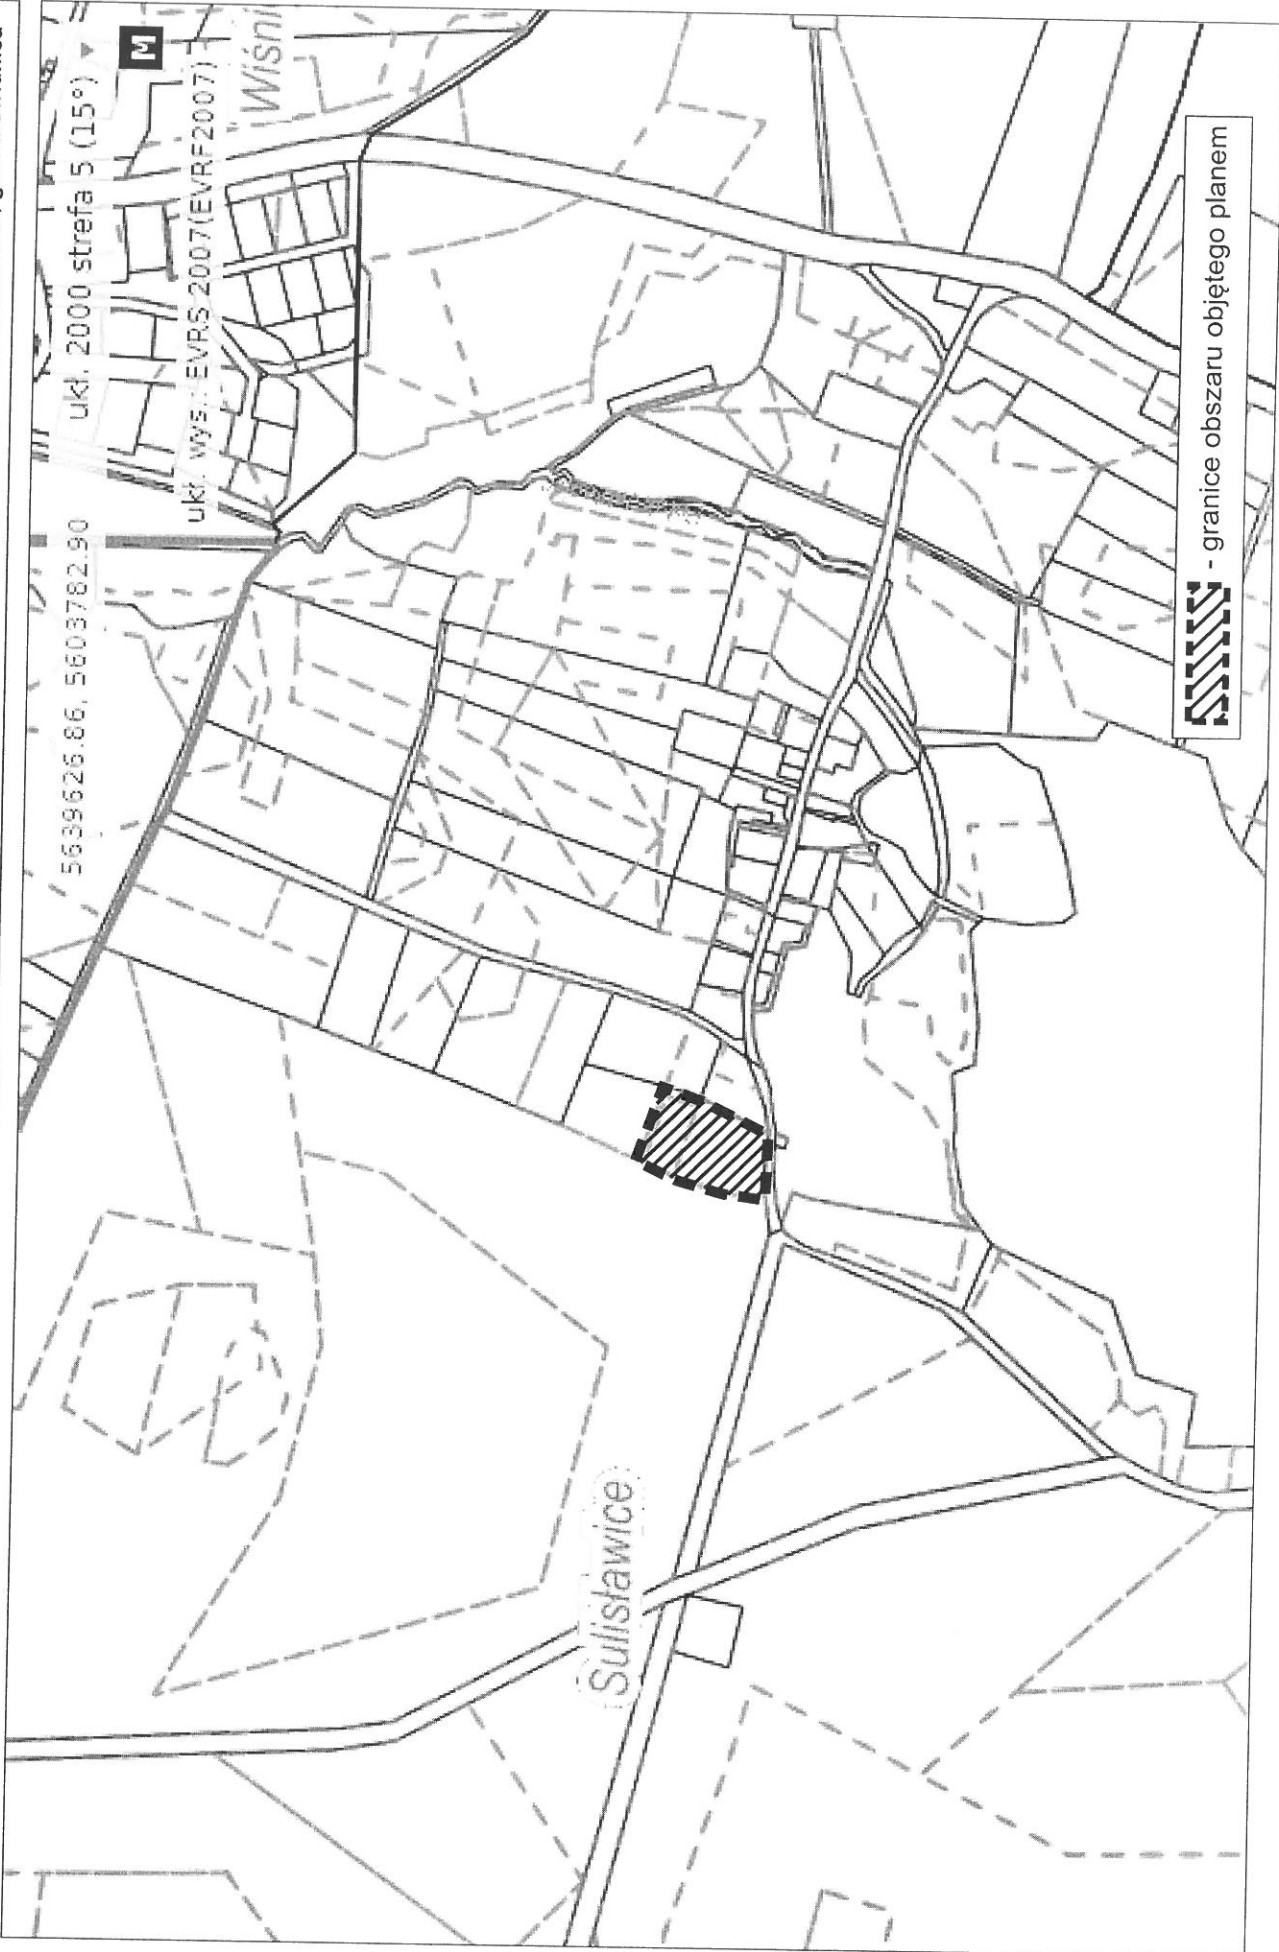 5639626.86, 5603782.90
ukł. 2000 strefa 5 (15°) ▼
M
ukł. wys.: EVRS 2007(EVRF2007)
Wiśni
Sulisławice
- granice obszaru objętego planem